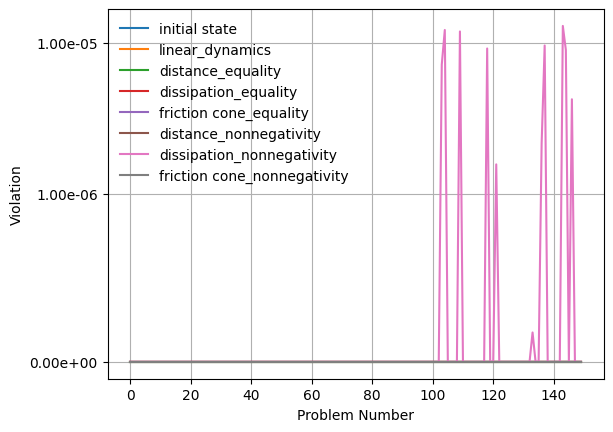 initial state
linear_dynamics
distance_equality
dissipation_equality
friction cone_equality
distance_nonnegativity
dissipation_nonnegativity
friction cone_nonnegativity
1.00e-05
1.00e-06
0.00e+00
Violation
0 20 40 60 80 100 120 140
Problem Number